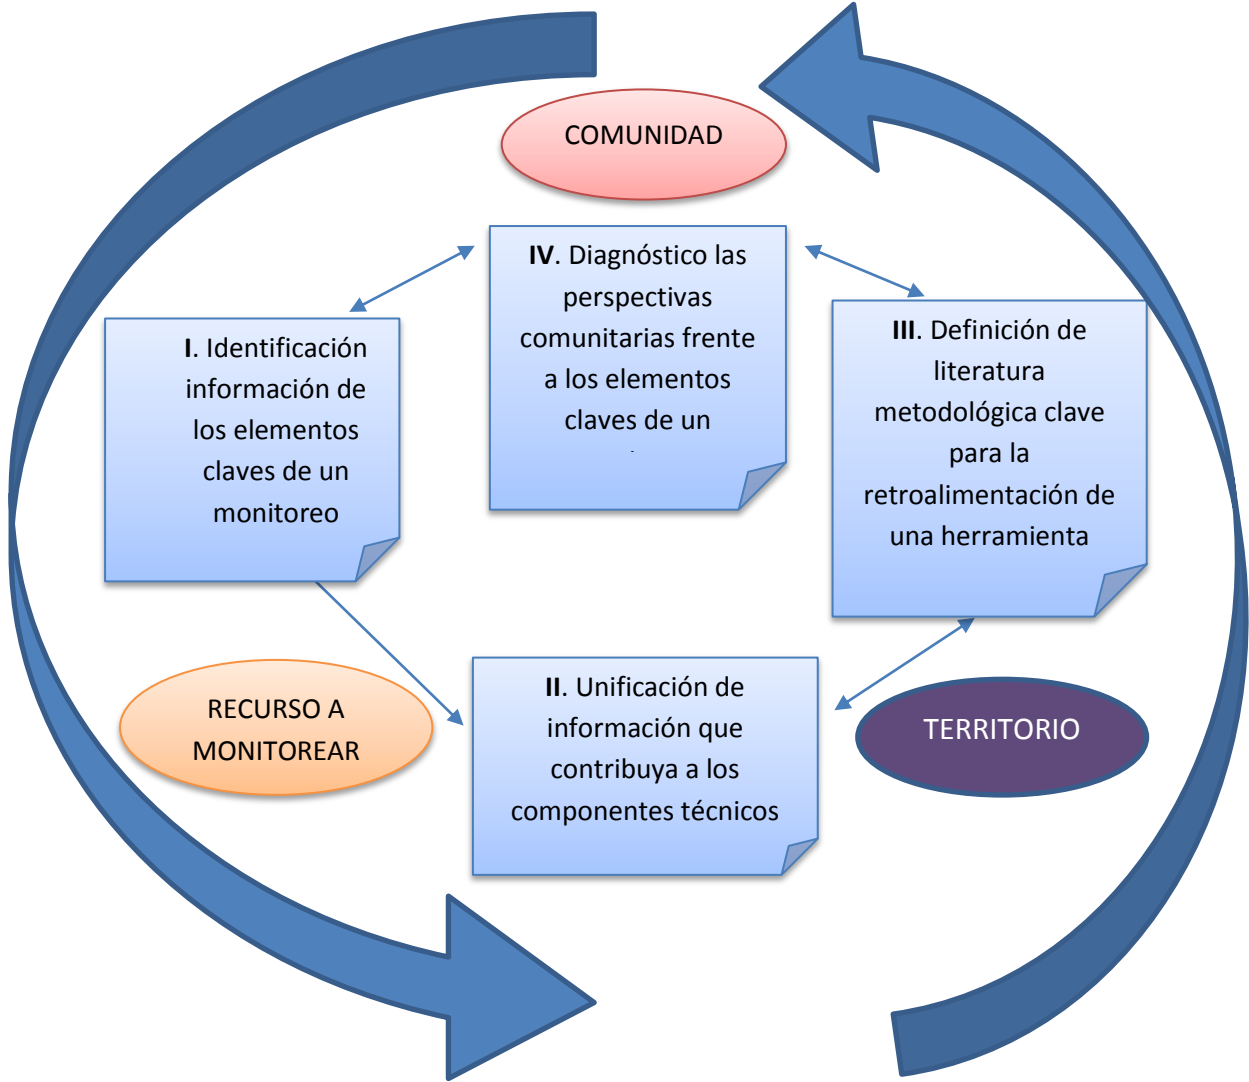 COMUNIDAD
IV. Diagnóstico las
perspectivas
comunitarias frente
a los elementos
claves de un
I. Identificación
información de
los elementos
claves de un
monitoreo
III. Definición de
literatura
metodológica clave
para la
retroalimentación de
una herramienta
RECURSO A
MONITOREAR
II. Unificación de
información que
contribuya a los
componentes técnicos
TERRITORIO